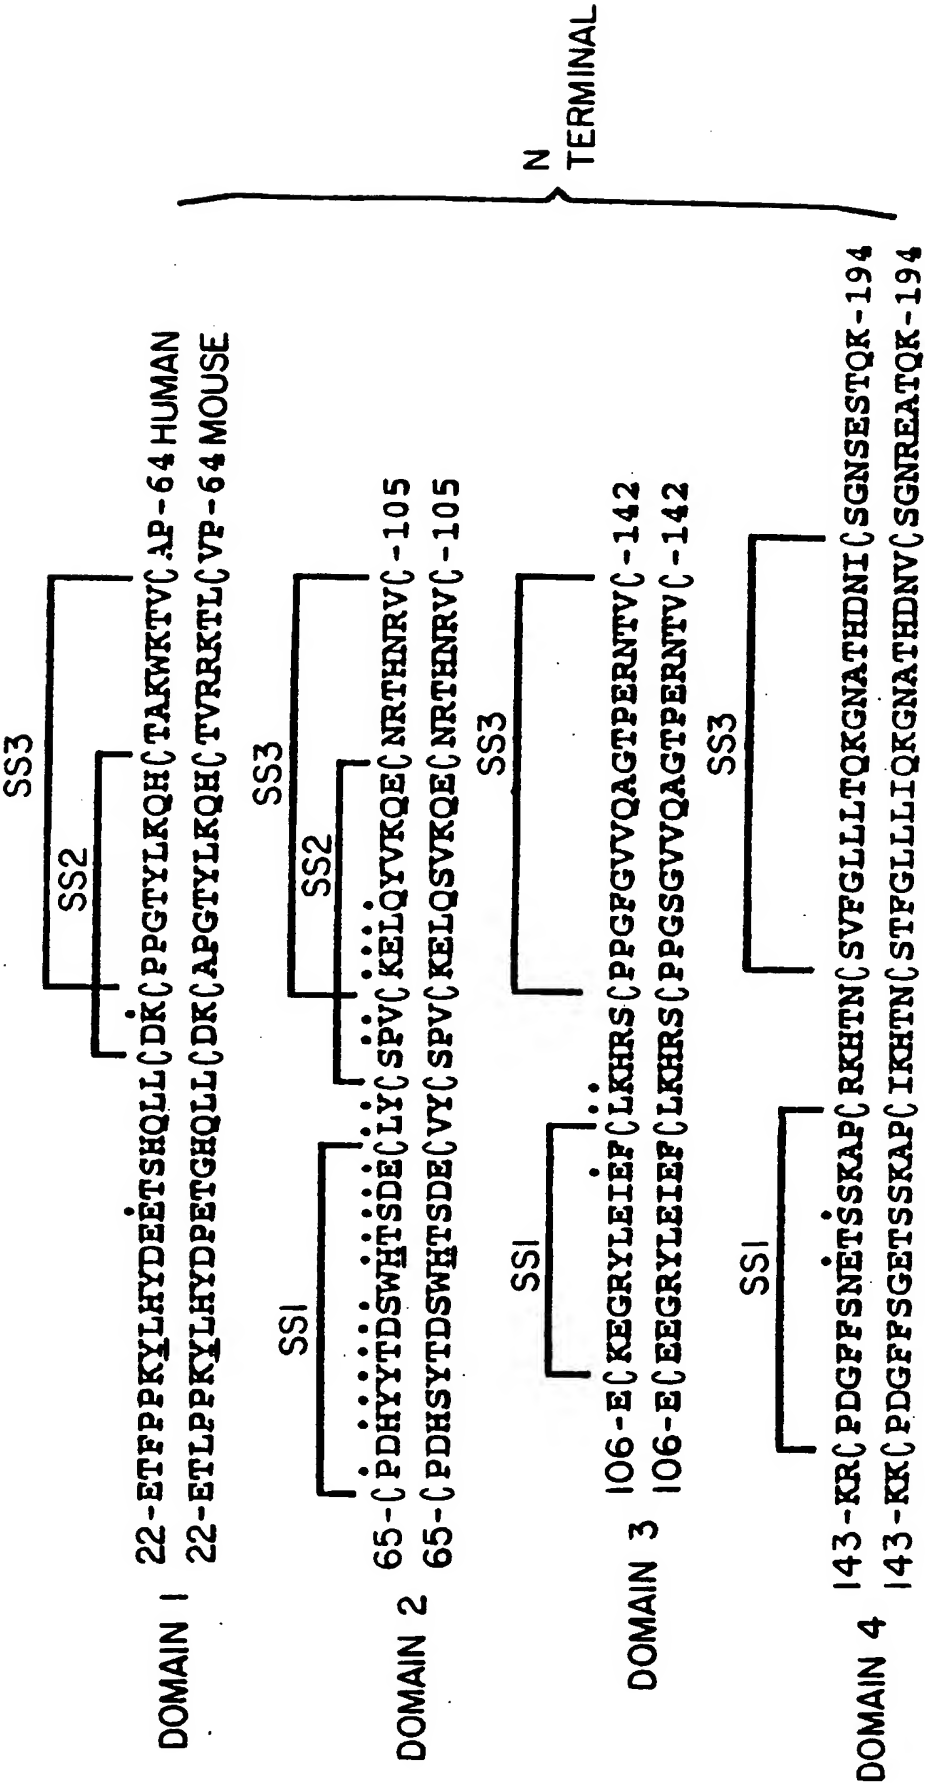 SS3
SS2
DOMAIN 1 22-ETFPPKYLHYDEETSHQLLCDKCPPGTYLKQHCTAKWKTVCAP-64 HUMAN
22-ETLPPKYLHYDPETGHQLLCDKCAPGTYLKQHCTVRRKTLCVP-64 MOUSE
SS3
SS1 SS2
DOMAIN 2 65-CPDHYYTDSWHTSDECLYCSPVCKELQYVKQECNRTHNRVC-105
65-CPDHSYTDSWHTSDECVYCSPVCKELQSVKQECNRTHNRVC-105
SS1 SS3
DOMAIN 3 106-ECKEGRYLEIEFCLKHRSCPPGFGVVQAGTPERNTVC-142
106-ECEEGRYLEIEFCLKHRSCPPGSGVVQAGTPERNTVC-142
SS1 SS3
DOMAIN 4 143-KRCPDGFFSNETSSKAPCRKHTNCSVFGLLLTQKGNATHDNICSGNSESTQK-194
143-KKCPDGFFSGETSSKAPCIKHTNCSTFGLLLIQKGNATHDNVCSGNREATQK-194
N
TERMINAL